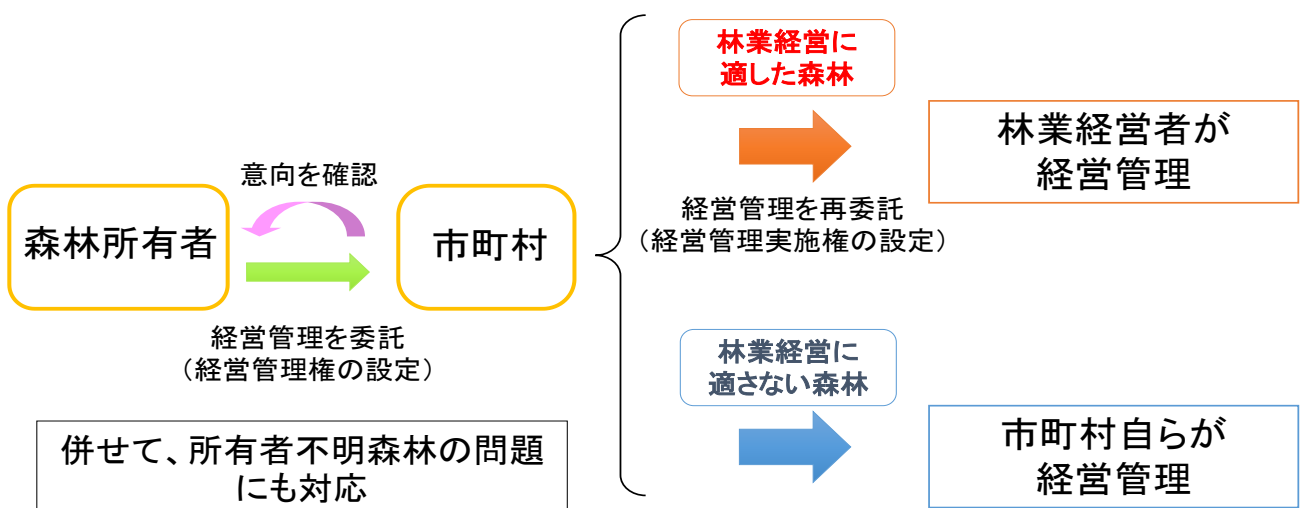 意向を確認
森林所有者
市町村
経営管理を委託
（経営管理権の設定）
併せて、所有者不明森林の問題
にも対応
林業経営に
適した森林
経営管理を再委託
（経営管理実施権の設定）
林業経営者が
経営管理
林業経営に
適さない森林
市町村自らが
経営管理